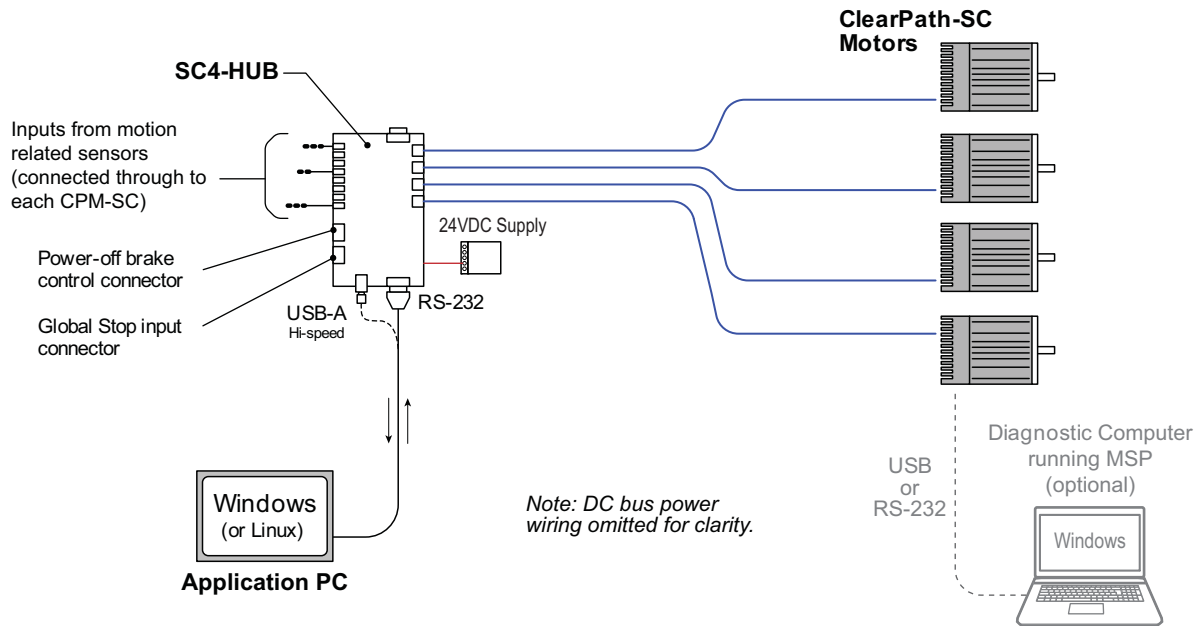 ClearPath-SC
Motors
SC4-HUB
Inputs from motion
related sensors
(connected through to
each CPM-SC)
24VDC Supply
Power-off brake
control connector
USB-A
Hi-speed
RS-232
Global Stop input
connector
Windows
(or Linux)
Application PC
Note: DC bus power
wiring omitted for clarity.
USB
or
RS-232
Diagnostic Computer
running MSP
(optional)
Windows